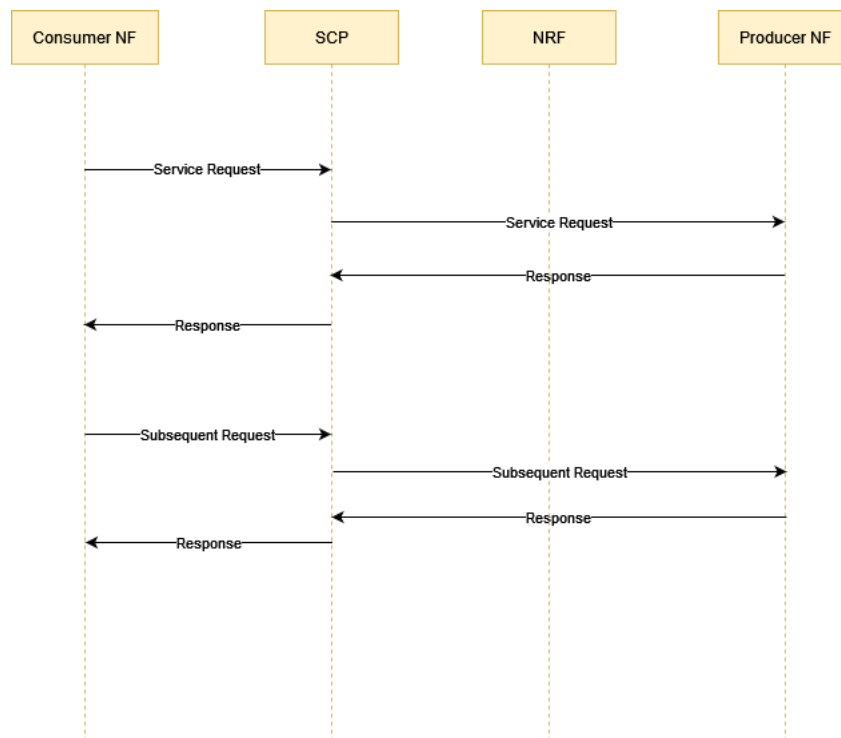 Consumer NF
SCP
NRF
Producer NF
Service Request
Service Request
Response
Response
Subsequent Request
Subsequent Request
Response
Response